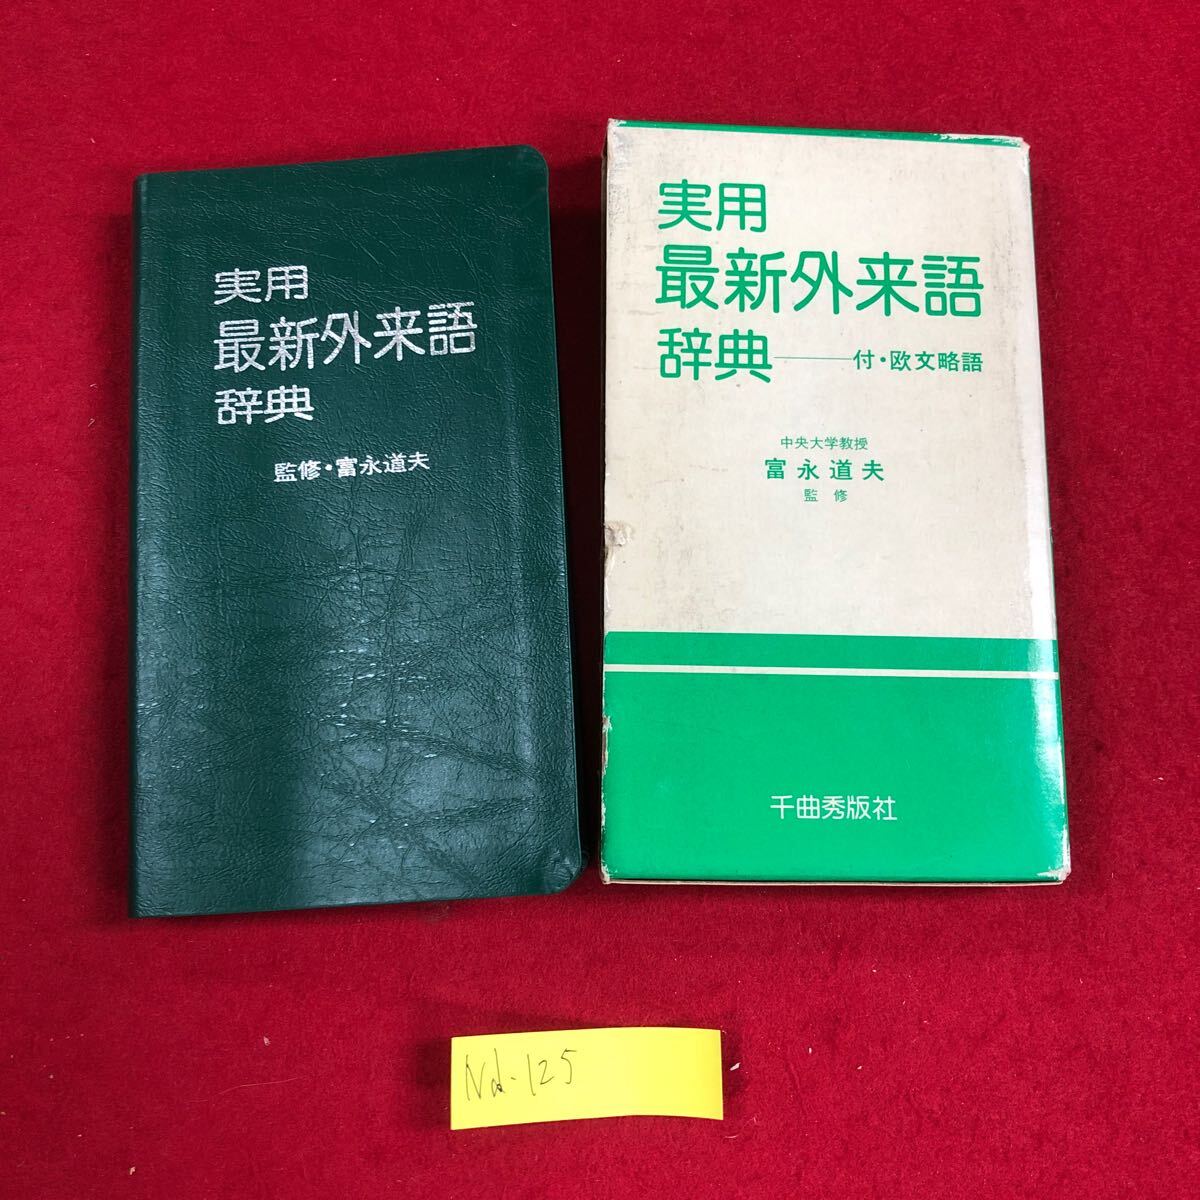 実用
最新外来語
辞典
監修・富永道夫
実用
最新外来語
辞典――付・欧文略語
中央大学教授
富永道夫
監修
千曲秀版社
Nd-125